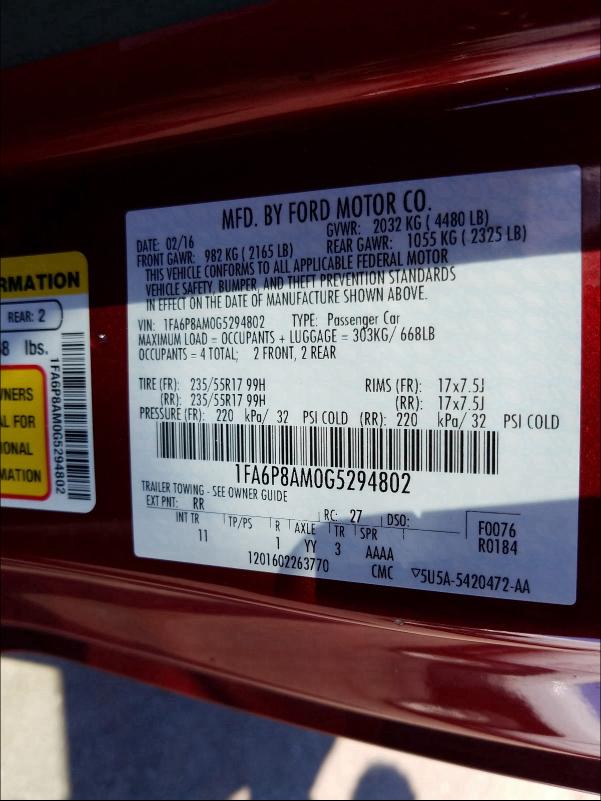 MFD. BY FORD MOTOR CO.
DATE: 02/16 GVWR: 2032 KG ( 4480 LB)
FRONT GAWR: 982 KG ( 2165 LB) REAR GAWR: 1055 KG ( 2325 LB)
THIS VEHICLE CONFORMS TO ALL APPLICABLE FEDERAL MOTOR
VEHICLE SAFETY, BUMPER, AND THEFT PREVENTION STANDARDS
IN EFFECT ON THE DATE OF MANUFACTURE SHOWN ABOVE.
VIN: 1FA6P8AM0G5294802 TYPE: Passenger Car
MAXIMUM LOAD = OCCUPANTS + LUGGAGE = 303KG/ 668LB
OCCUPANTS = 4 TOTAL; 2 FRONT, 2 REAR
TIRE (FR): 235/55R17 99H RIMS (FR): 17x7.5J
(RR): 235/55R17 99H (RR): 17x7.5J
PRESSURE (FR): 220 kPa/ 32 PSI COLD (RR): 220 kPa/ 32 PSI COLD
1FA6P8AM0G5294802
TRAILER TOWING - SEE OWNER GUIDE
EXT PNT: RR RC: 27 DSO:
INT TR TP/PS R AXLE TR SPR F0076
11 1 YY 3 AAAA R0184
1201602263770 CMC ▽5U5A-5420472-AA
RMATION
REAR: 2
8 lbs.
WNERS
AL FOR
IONAL
MATION
1FA6P8AM0G5294802